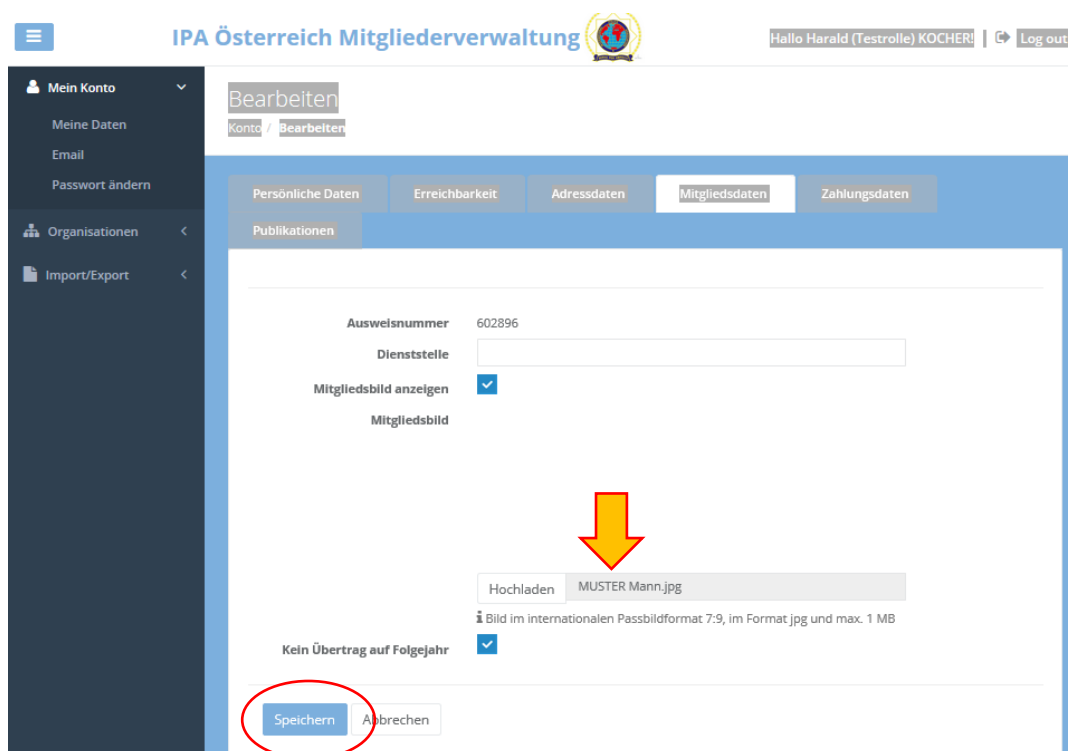 IPA Österreich Mitgliederverwaltung
Hallo Harald (Testrolle) KOCHER! | Log out
Mein Konto
Meine Daten
Email
Passwort ändern
Organisationen
Import/Export
Bearbeiten
Konto / Bearbeiten
Persönliche Daten Erreichbarkeit Adressdaten Mitgliedsdaten Zahlungsdaten
Publikationen
Ausweisnummer 602896
Dienststelle
Mitgliedsbild anzeigen
Mitgliedsbild
Hochladen MUSTER Mann.jpg
Bild im internationalen Passbildformat 7:9, im Format jpg und max. 1 MB
Kein Übertrag auf Folgejahr
Speichern Abbrechen